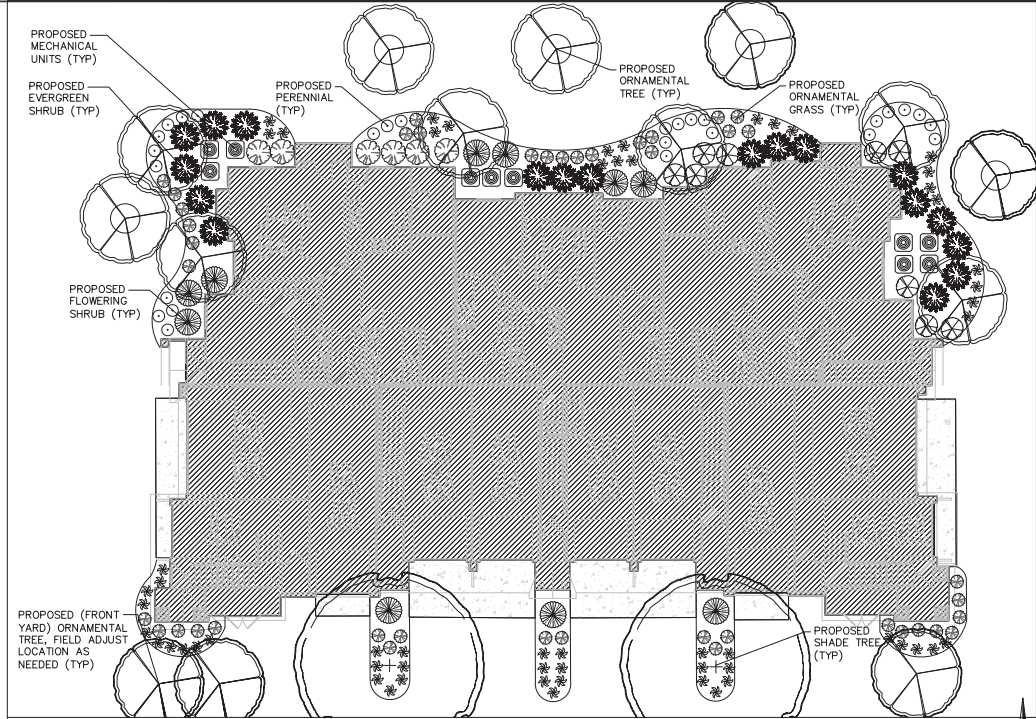 PROPOSED
MECHANICAL
UNITS (TYP)
PROPOSED
EVERGREEN
SHRUB (TYP)
PROPOSED
PERENNIAL
(TYP)
PROPOSED
ORNAMENTAL
TREE (TYP)
PROPOSED
ORNAMENTAL
GRASS (TYP)
PROPOSED
FLOWERING
SHRUB (TYP)
PROPOSED (FRONT
YARD) ORNAMENTAL
TREE, FIELD ADJUST
LOCATION AS
NEEDED (TYP)
PROPOSED
SHADE TREE
(TYP)